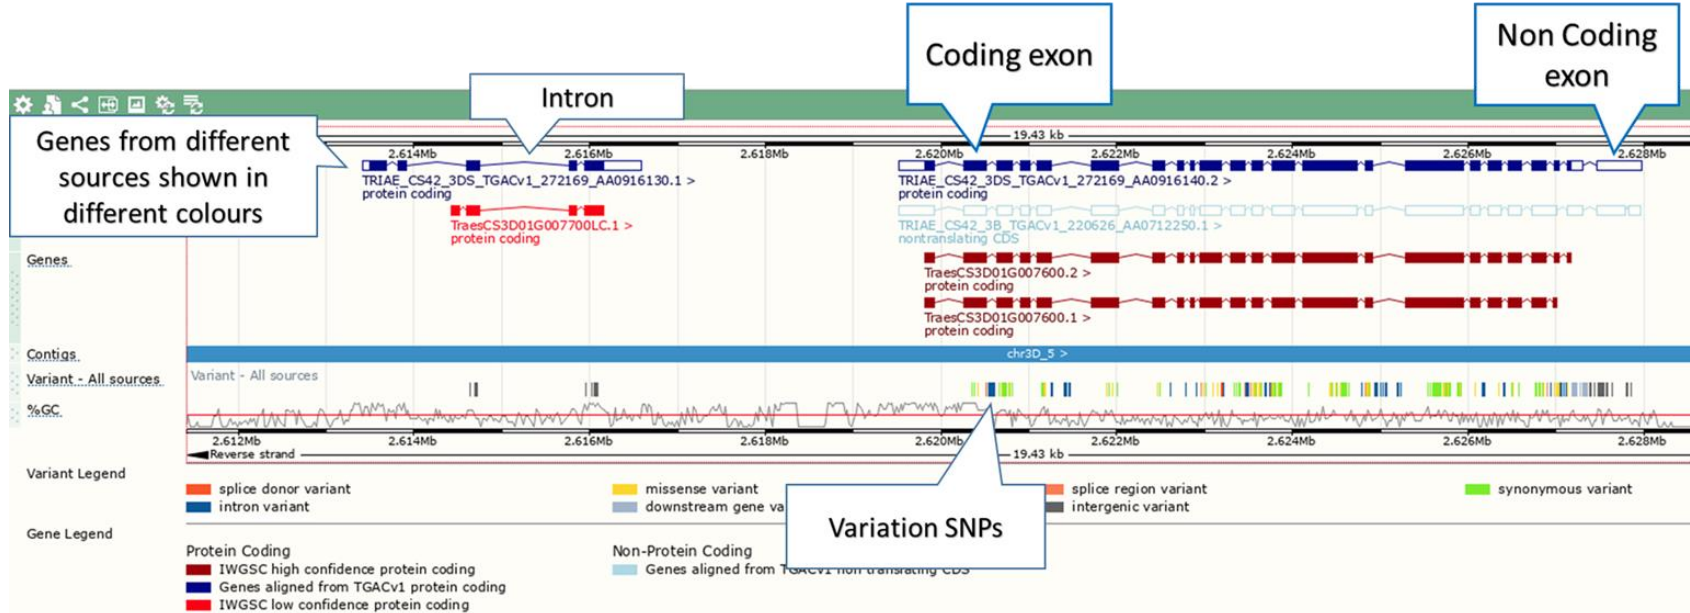 Coding exon
Non Coding
exon
Intron
Genes from different
sources shown in
different colours
19.43 kb
2.614Mb
2.616Mb
2.618Mb
2.620Mb
2.622Mb
2.624Mb
2.626Mb
2.628Mb
TRIAE_CS42_3DS_TGACv1_272169_AA0916130.1 >
protein coding
TRIAE_CS42_3DS_TGACv1_272169_AA0916140.2 >
protein coding
TraesCS3D01G007700LC.1 >
protein coding
TRIAE_CS42_3B_TGACv1_220626_AA0712250.1 >
nontranslating CDS
Genes
TraesCS3D01G007600.2 >
protein coding
TraesCS3D01G007600.1 >
protein coding
Contigs
chr3D_5 >
Variant - All sources
Variant - All sources
%GC
2.612Mb
2.614Mb
2.616Mb
2.618Mb
2.620Mb
2.622Mb
2.624Mb
2.626Mb
2.628Mb
Reverse strand
19.43 kb
Variant Legend
splice donor variant
missense variant
splice region variant
synonymous variant
intron variant
downstream gene va
intergenic variant
Variation SNPs
Gene Legend
Protein Coding
Non-Protein Coding
IWGSC high confidence protein coding
Genes aligned from TGACv1 non translating CDS
Genes aligned from TGACv1 protein coding
IWGSC low confidence protein coding